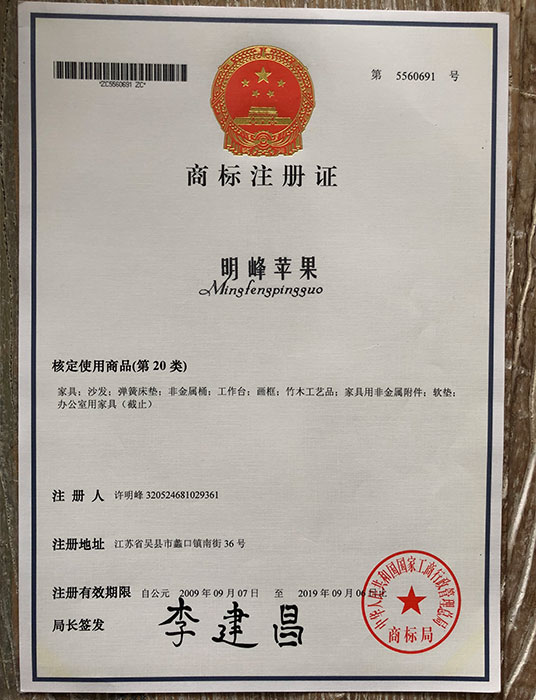 *ZC5560691 ZC*
第 5560691 号
商标注册证
明峰苹果
Mingfengpingguo
核定使用商品(第 20 类)
家具；沙发；弹簧床垫；非金属桶；工作台；画框；竹木工艺品；家具用非金属附件；软垫；
办公室用家具（截止）
注 册 人 许明峰 320524681029361
注册地址 江苏省吴县市蠡口镇南街 36 号
注册有效期限 自公元 2009 年 09 月 07 日 至 2019 年 09 月 06 日止
局长签发 李建昌
中华人民共和国国家工商行政管理总局
商标局